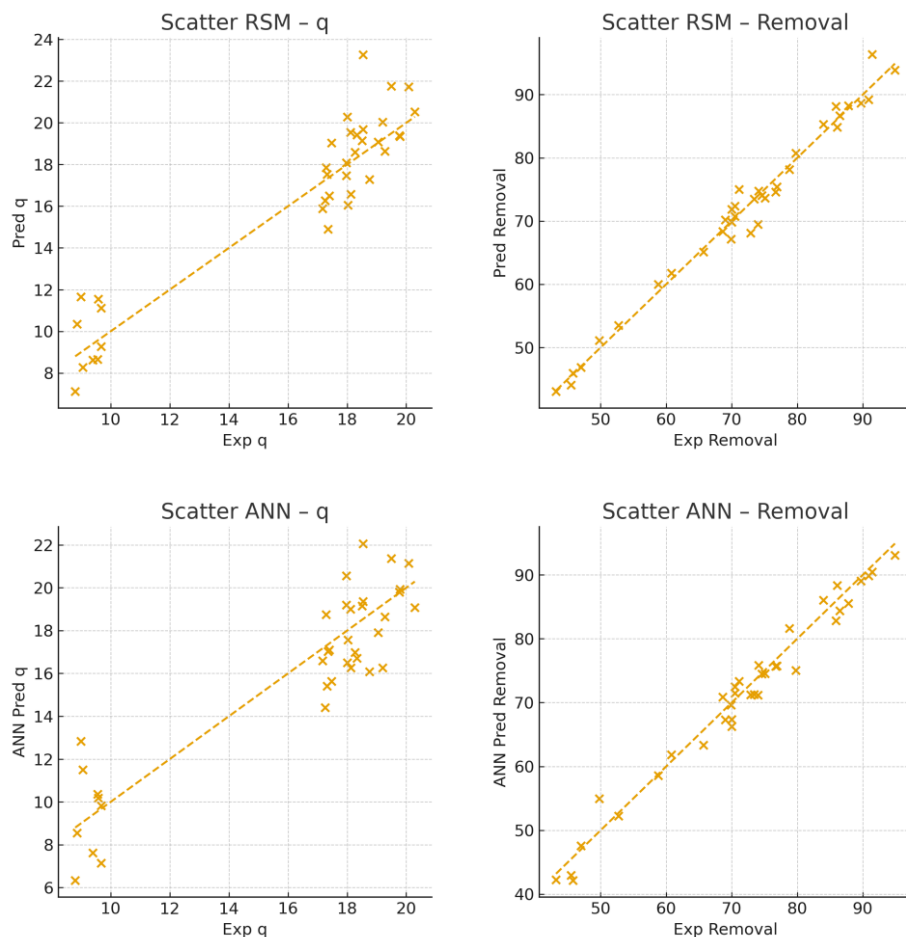 Scatter RSM – q
24
22
20
18
16
14
12
10
8
Pred q
10 12 14 16 18 20
Exp q
Scatter RSM – Removal
90
80
70
60
50
Pred Removal
50 60 70 80 90
Exp Removal
Scatter ANN – q
22
20
18
16
14
12
10
8
6
ANN Pred q
10 12 14 16 18 20
Exp q
Scatter ANN – Removal
90
80
70
60
50
40
ANN Pred Removal
50 60 70 80 90
Exp Removal